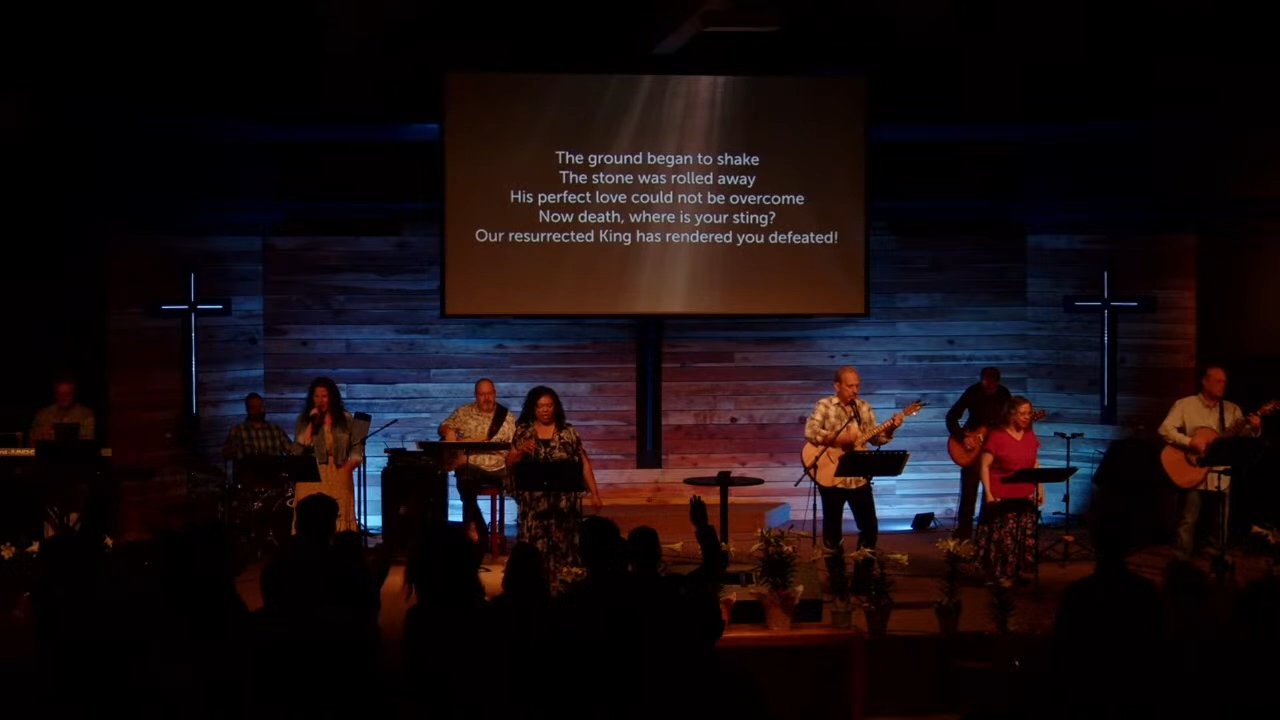 The ground began to shake
The stone was rolled away
His perfect love could not be overcome
Now death, where is your sting?
Our resurrected King has rendered you defeated!